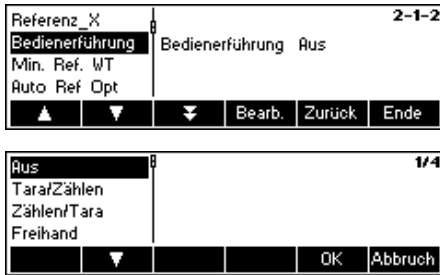 Referenz_X 2-1-2
Bedienerführung Bedienerführung Aus
Min. Ref. WT
Auto Ref Opt
Bearb. Zurück Ende
Aus 1/4
Tara/Zählen
Zählen/Tara
Freihand
OK Abbruch